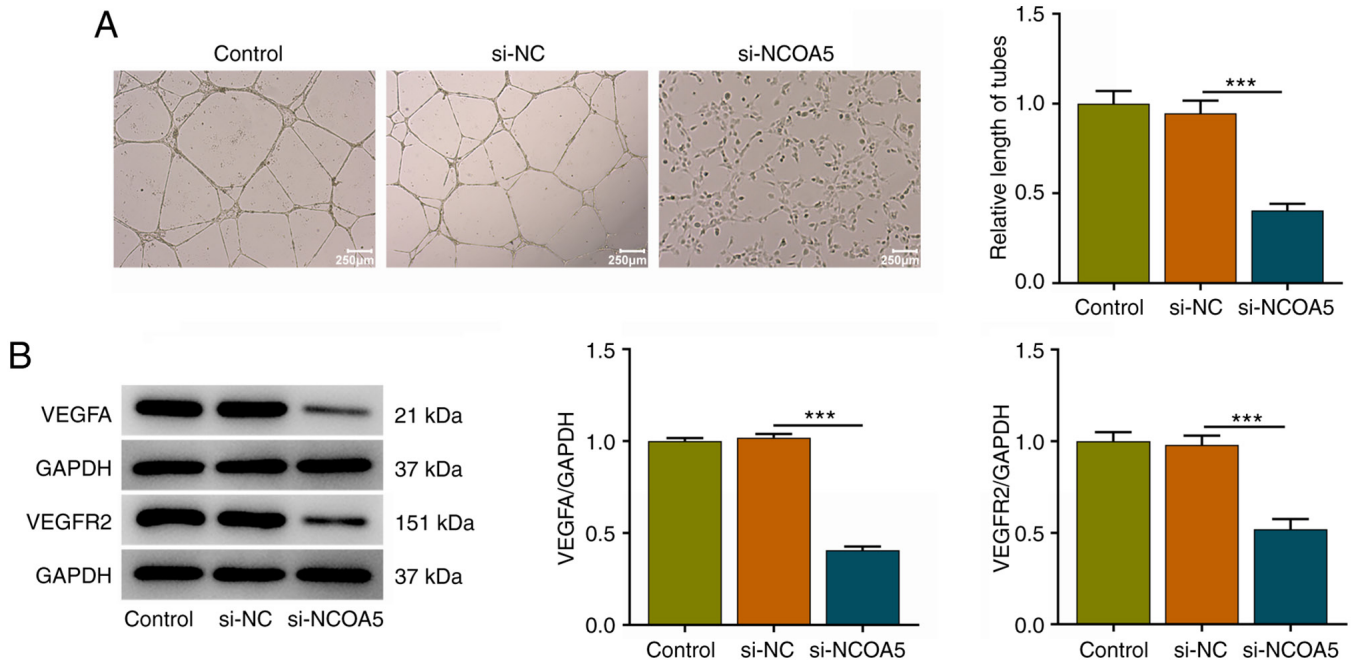 A
Control
si-NC
si-NCOA5
250μm
250μm
250μm
Relative length of tubes
1.5
1.0
0.5
0.0
***
Control
si-NC
si-NCOA5
B
VEGFA
21 kDa
GAPDH
37 kDa
VEGFR2
151 kDa
GAPDH
37 kDa
Control
si-NC
si-NCOA5
VEGFA/GAPDH
1.5
1.0
0.5
0.0
***
Control
si-NC
si-NCOA5
VEGFR2/GAPDH
1.5
1.0
0.5
0.0
***
Control
si-NC
si-NCOA5